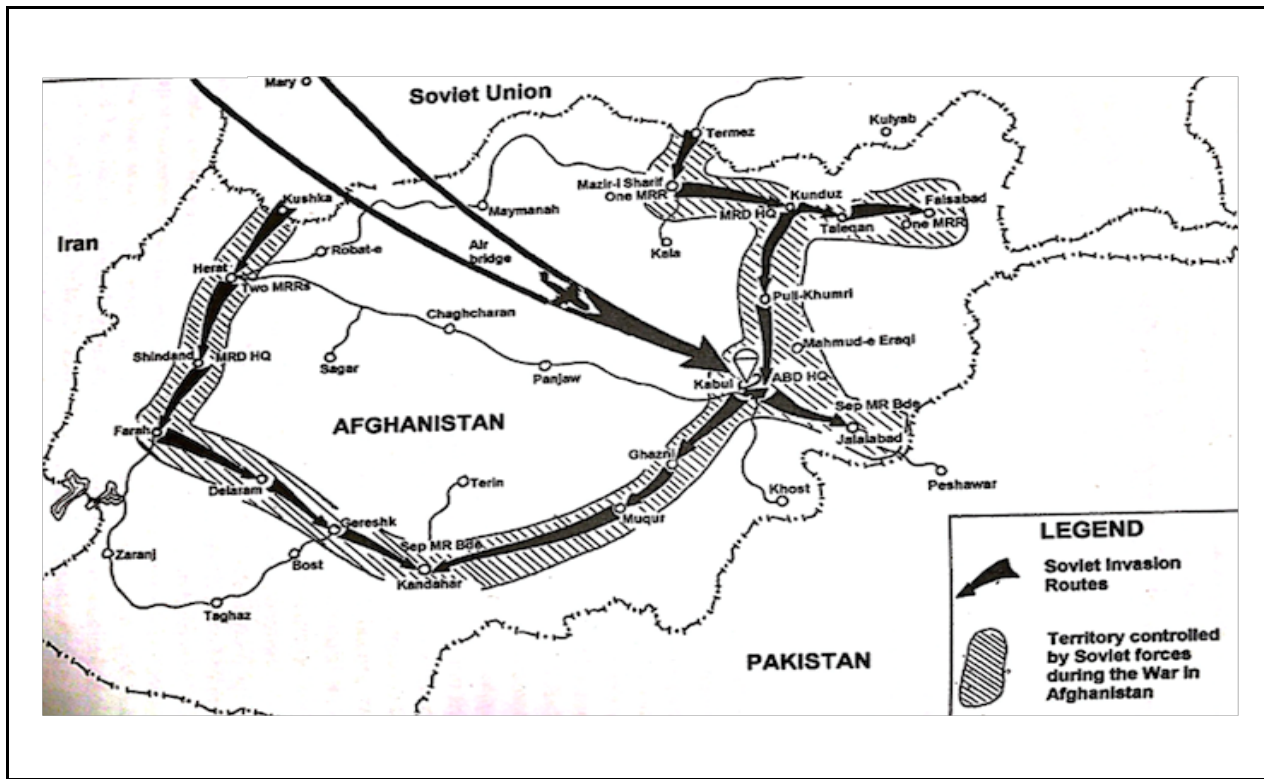 Mary
Soviet Union
Termez
Kulyab
Mazir-i Sharif
One MRR
Kunduz
MRD HQ
Faisabad
Taleqan
One MRR
Kushka
Maymanah
Iran
Robat-e
Kala
Air
bridge
Herat
Two MRRs
Pull-Khumri
Chaghcharan
Shindand
MRD HQ
Sagar
Panjaw
Mahmud-e Eraqi
Kabul
ABD HQ
Sep MR Bde
Jalalabad
AFGHANISTAN
Farah
Ghazni
Delaram
Terin
Khost
Peshawar
Muqur
Gereshk
Sep MR Bde
Bost
Kandahar
Zaranj
Taghaz
PAKISTAN
LEGEND
Soviet Invasion
Routes
Territory controlled
by Soviet forces
during the War in
Afghanistan